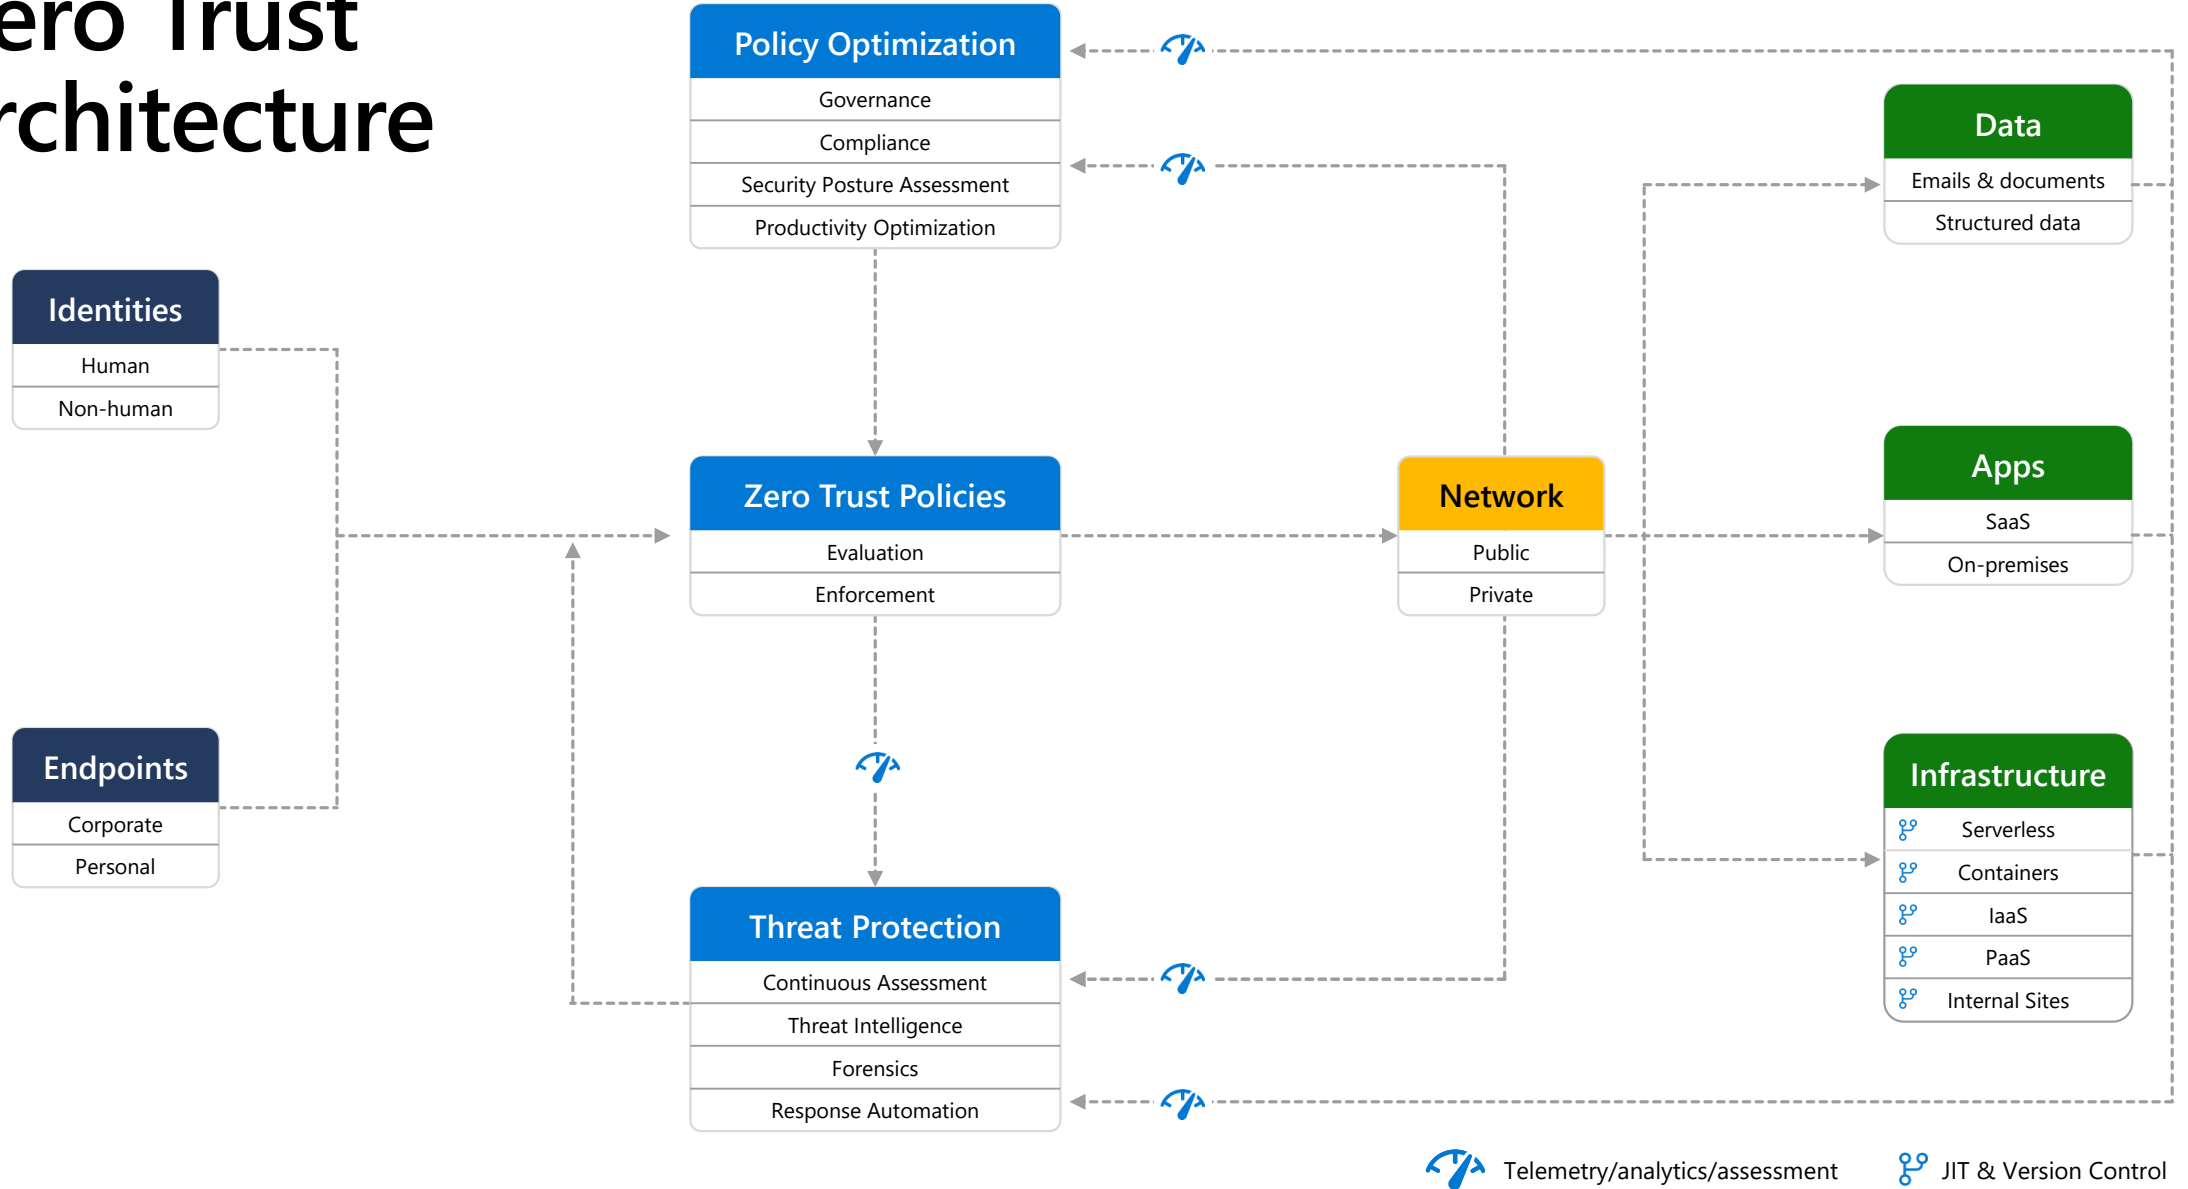 ero Trust
rchitecture
Policy Optimization
Governance
Compliance
Security Posture Assessment
Productivity Optimization
Identities
Human
Non-human
Endpoints
Corporate
Personal
Zero Trust Policies
Evaluation
Enforcement
Threat Protection
Continuous Assessment
Threat Intelligence
Forensics
Response Automation
Network
Public
Private
Data
Emails & documents
Structured data
Apps
SaaS
On-premises
Infrastructure
Serverless
Containers
IaaS
PaaS
Internal Sites
Telemetry/analytics/assessment
JIT & Version Control